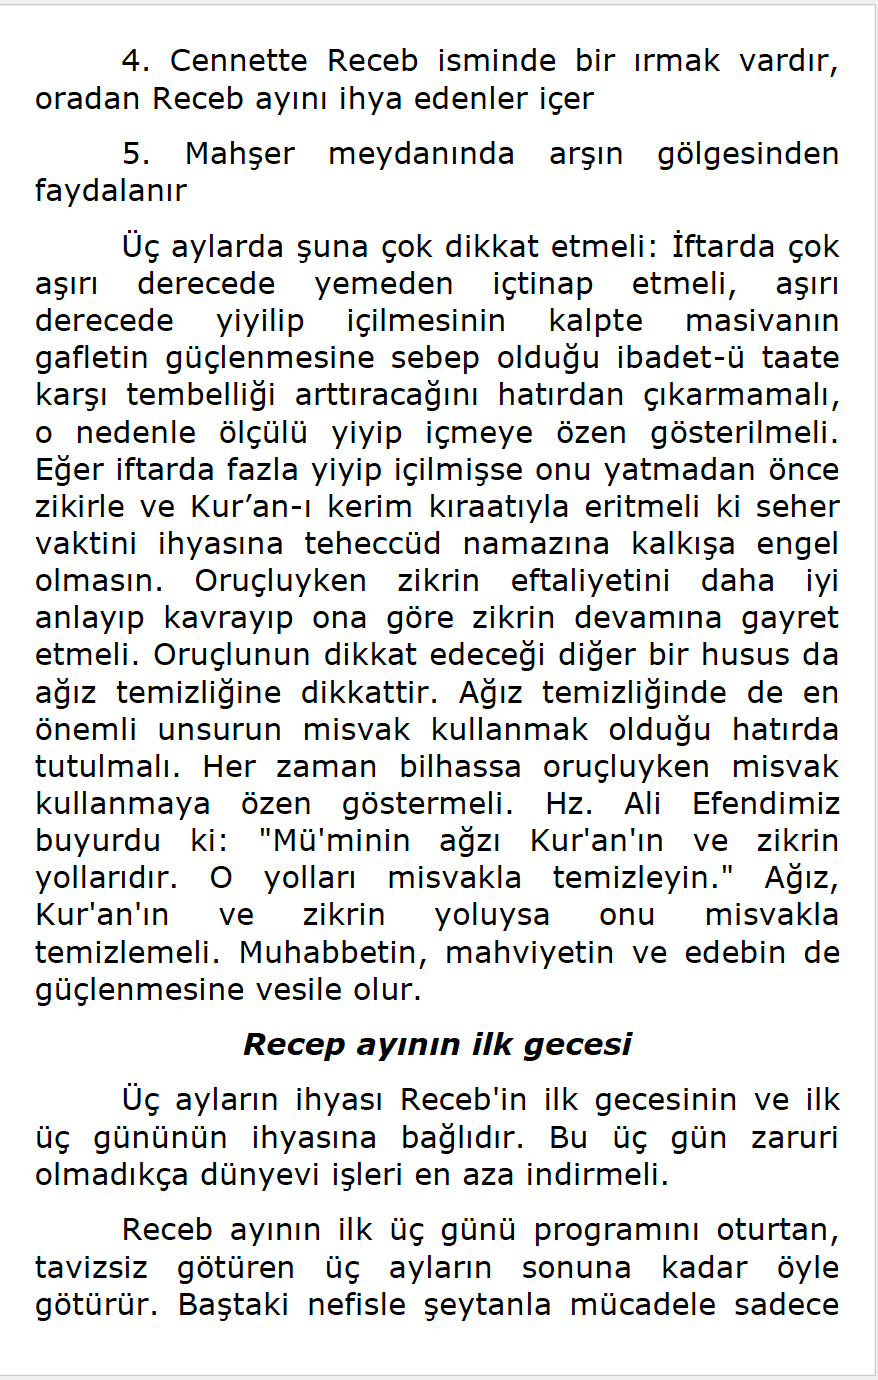 4. Cennette Receb isminde bir ırmak vardır,
oradan Receb ayını ihya edenler içer
5. Mahşer meydanında arşın gölgesinden
faydalanır
Üç aylarda şuna çok dikkat etmeli: İftarda çok
aşırı derecede yemeden içtinap etmeli, aşırı
derecede yiyilip içilmesinin kalpte masivanın
gafletin güçlenmesine sebep olduğu ibadet-ü taate
karşı tembelliği arttıracağını hatırdan çıkarmamalı,
o nedenle ölçülü yiyip içmeye özen gösterilmeli.
Eğer iftarda fazla yiyip içilmişse onu yatmadan önce
zikirle ve Kur’an-ı kerim kıraatıyla eritmeli ki seher
vaktini ihyasına teheccüd namazına kalkışa engel
olmasın. Oruçluyken zikrin eftaliyetini daha iyi
anlayıp kavrayıp ona göre zikrin devamına gayret
etmeli. Oruçlunun dikkat edeceği diğer bir husus da
ağız temizliğine dikkattir. Ağız temizliğinde de en
önemli unsurun misvak kullanmak olduğu hatırda
tutulmalı. Her zaman bilhassa oruçluyken misvak
kullanmaya özen göstermeli. Hz. Ali Efendimiz
buyurdu ki: "Mü'minin ağzı Kur'an'ın ve zikrin
yollarıdır. O yolları misvakla temizleyin." Ağız,
Kur'an'ın ve zikrin yoluysa onu misvakla
temizlemeli. Muhabbetin, mahviyetin ve edebin de
güçlenmesine vesile olur.
Recep ayının ilk gecesi
Üç ayların ihyası Receb'in ilk gecesinin ve ilk
üç gününün ihyasına bağlıdır. Bu üç gün zaruri
olmadıkça dünyevi işleri en aza indirmeli.
Receb ayının ilk üç günü programını oturtan,
tavizsiz götüren üç ayların sonuna kadar öyle
götürür. Baştaki nefisle şeytanla mücadele sadece